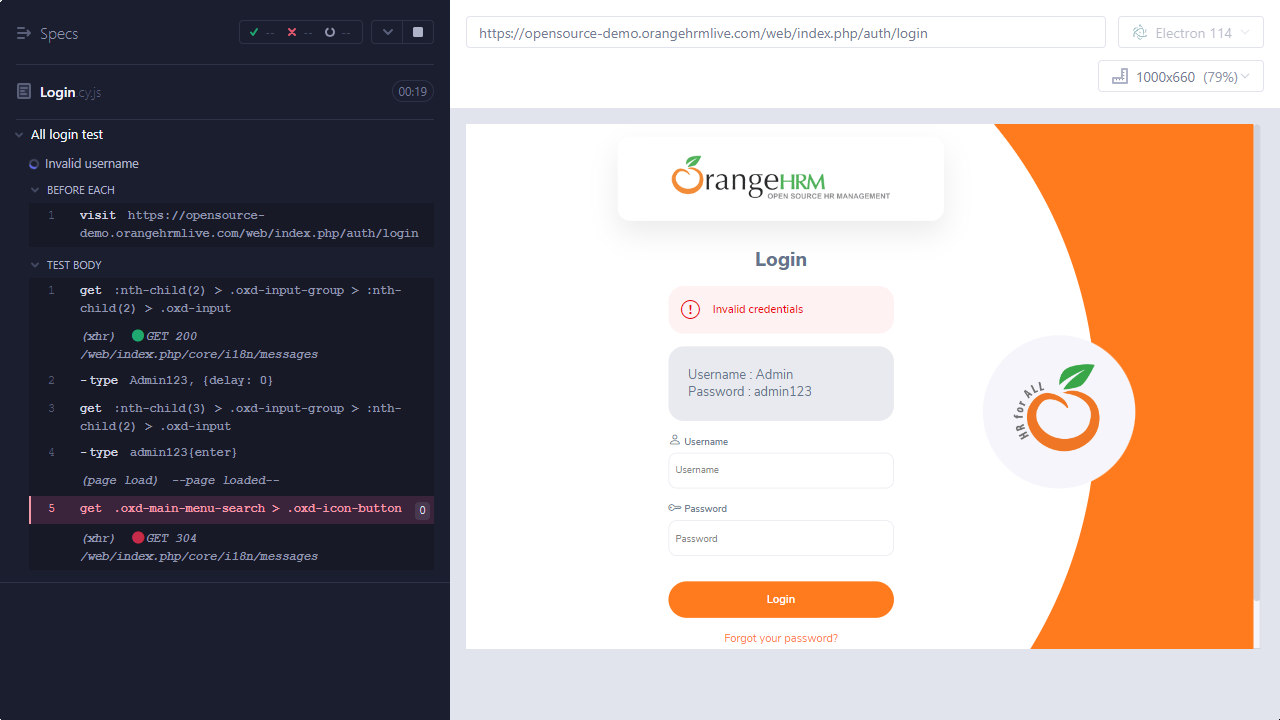 Specs
-- -- --
Login.cy.js 00:19
All login test
Invalid username
BEFORE EACH
1 visit https://opensource-
demo.orangehrmlive.com/web/index.php/auth/login
TEST BODY
1 get :nth-child(2) > .oxd-input-group > :nth-
child(2) > .oxd-input
(xhr) GET 200
/web/index.php/core/i18n/messages
2 -type Admin123, {delay: 0}
3 get :nth-child(3) > .oxd-input-group > :nth-
child(2) > .oxd-input
4 -type admin123{enter}
(page load) --page loaded--
5 get .oxd-main-menu-search > .oxd-icon-button 0
(xhr) GET 304
/web/index.php/core/i18n/messages
https://opensource-demo.orangehrmlive.com/web/index.php/auth/login
Electron 114
1000x660 (79%)
OrangeHRM
OPEN SOURCE HR MANAGEMENT
Login
Invalid credentials
Username : Admin
Password : admin123
Username
Username
Password
Password
Login
Forgot your password?
HR for ALL